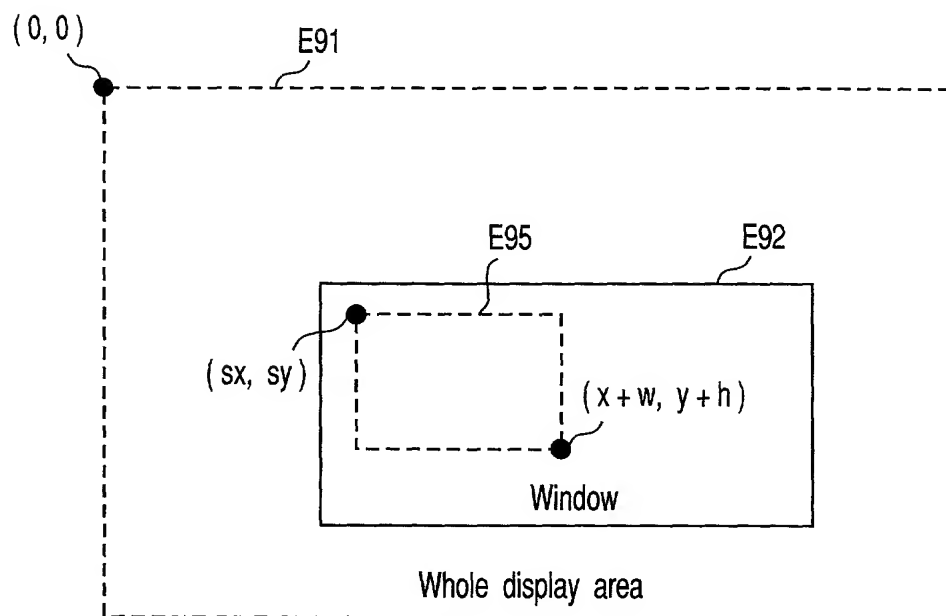 (0, 0)
E91
E95
E92
(sx, sy)
(x + w, y + h)
Window
Whole display area